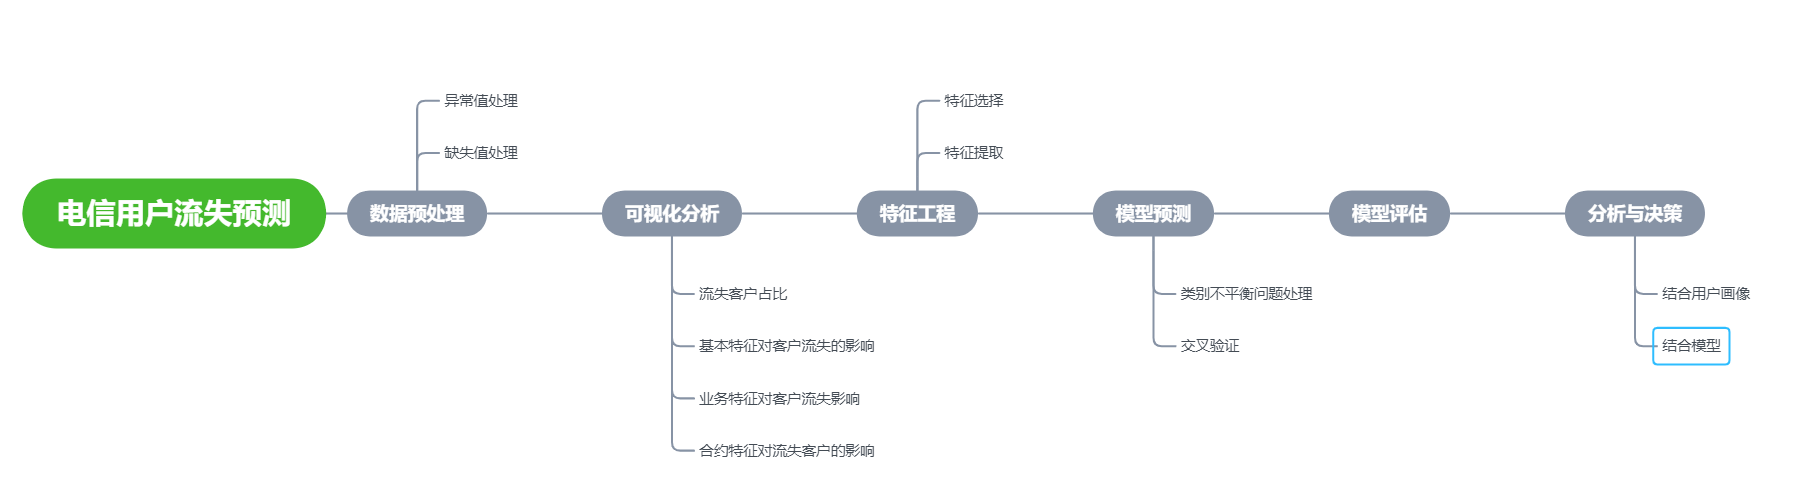 电信用户流失预测
数据预处理
异常值处理
缺失值处理
可视化分析
流失客户占比
基本特征对客户流失的影响
业务特征对客户流失影响
合约特征对流失客户的影响
特征工程
特征选择
特征提取
模型预测
类别不平衡问题处理
交叉验证
模型评估
分析与决策
结合用户画像
结合模型